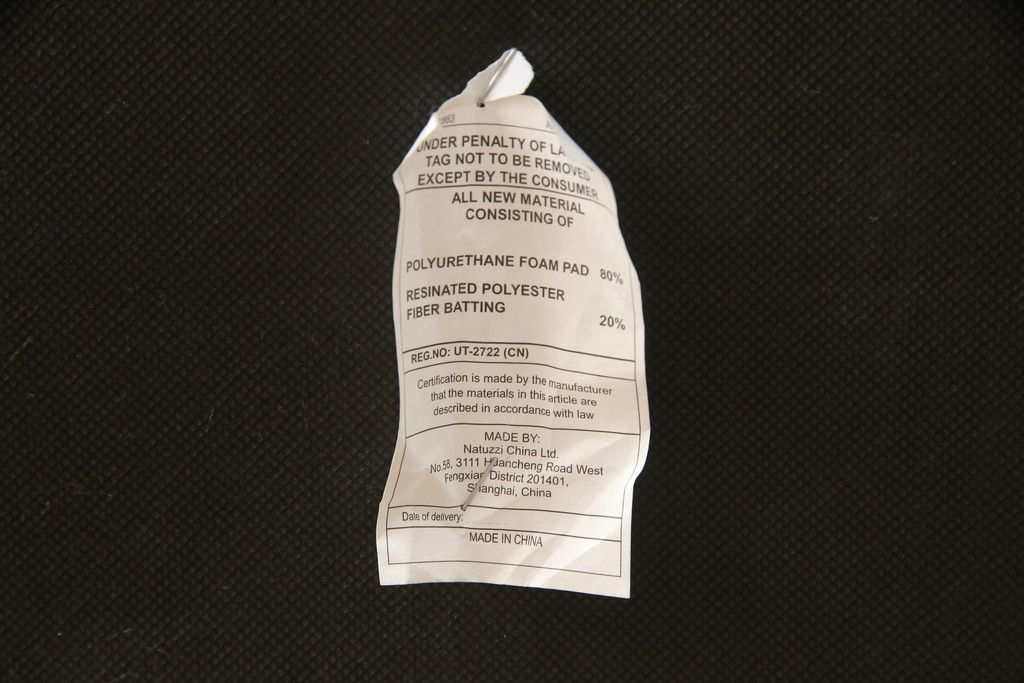 UNDER PENALTY OF LA
TAG NOT TO BE REMOVED
EXCEPT BY THE CONSUMER
ALL NEW MATERIAL
CONSISTING OF
POLYURETHANE FOAM PAD 80%
RESINATED POLYESTER
FIBER BATTING 20%
REG.NO: UT-2722 (CN)
Certification is made by the manufacturer
that the materials in this article are
described in accordance with law
MADE BY:
Natuzzi China Ltd.
No.58, 3111 Huancheng Road West
Fengxian District 201401,
Shanghai, China
Date of delivery:
MADE IN CHINA